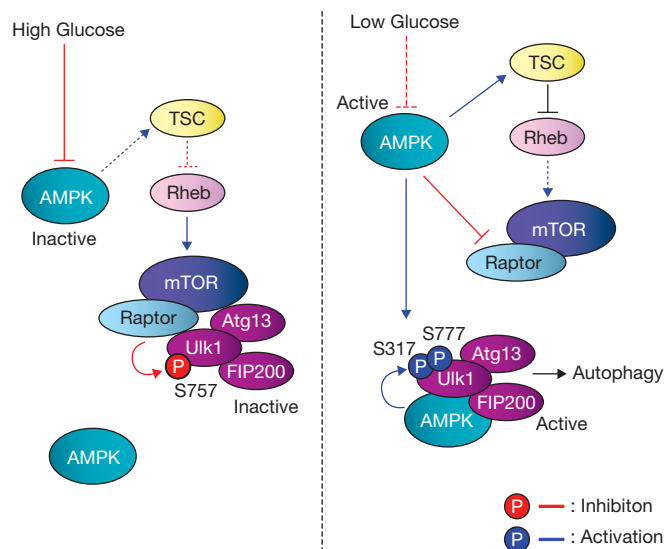 High Glucose
TSC
AMPK
Rheb
Inactive
mTOR
Raptor
Atg13
Ulk1
P
FIP200
S757
Inactive
AMPK
Low Glucose
TSC
Active
AMPK
Rheb
mTOR
Raptor
S777
S317
P
P
Atg13
Ulk1
Autophagy
FIP200
AMPK
Active
P : Inhibiton
P : Activation